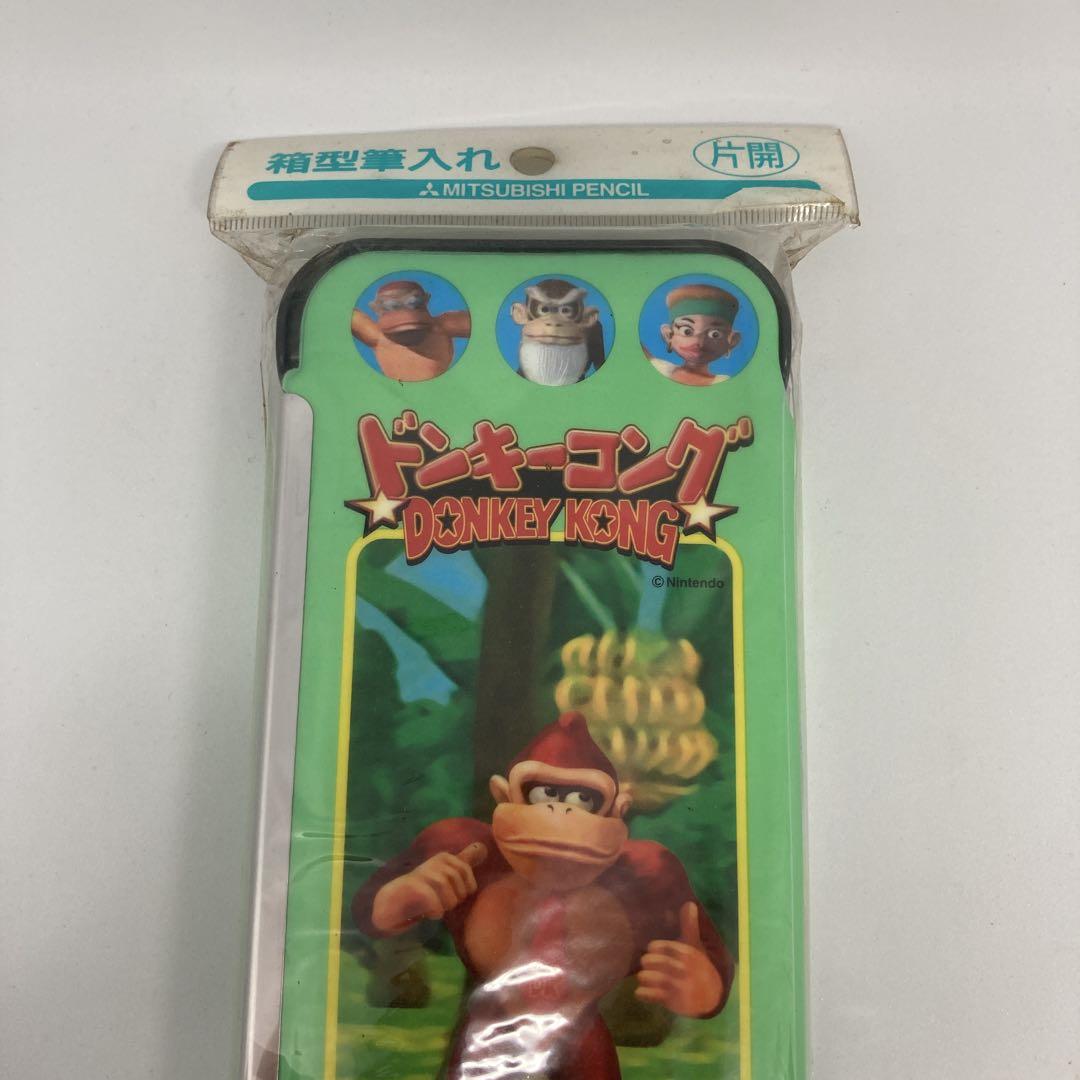 箱型筆入れ
片開
MITSUBISHI PENCIL
ドンキーコング
DONKEY KONG
©Nintendo
DK